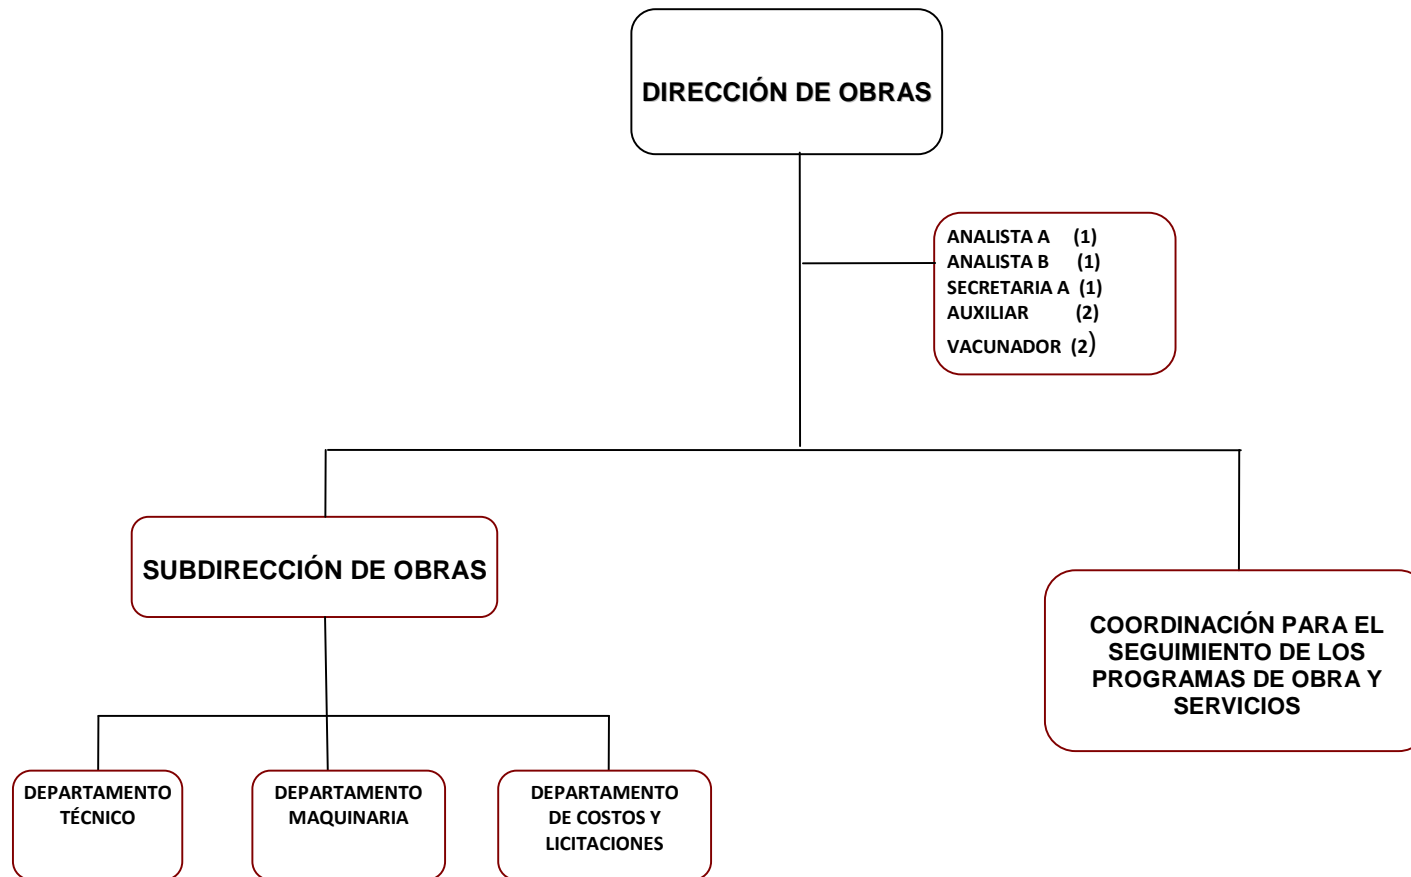 DIRECCIÓN DE OBRAS
ANALISTA A (1)
ANALISTA B (1)
SECRETARIA A (1)
AUXILIAR (2)
VACUNADOR (2)
SUBDIRECCIÓN DE OBRAS
COORDINACIÓN PARA EL
SEGUIMIENTO DE LOS
PROGRAMAS DE OBRA Y
SERVICIOS
DEPARTAMENTO
TÉCNICO
DEPARTAMENTO
MAQUINARIA
DEPARTAMENTO
DE COSTOS Y
LICITACIONES